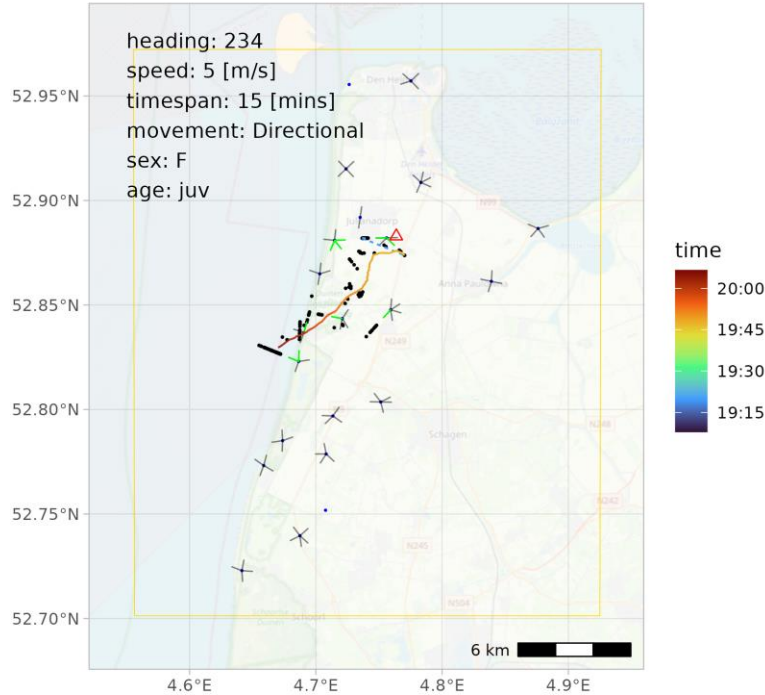 heading: 234
speed: 5 [m/s]
timespan: 15 [mins]
movement: Directional
sex: F
age: juv
52.95°N
52.90°N
52.85°N
52.80°N
52.75°N
52.70°N
4.6°E
4.7°E
4.8°E
4.9°E
Julianadorp
Anna Paulowna
N99
N249
Schagen
N248
N242
N245
N504
Schoorl
6 km
time
20:00
19:45
19:30
19:15